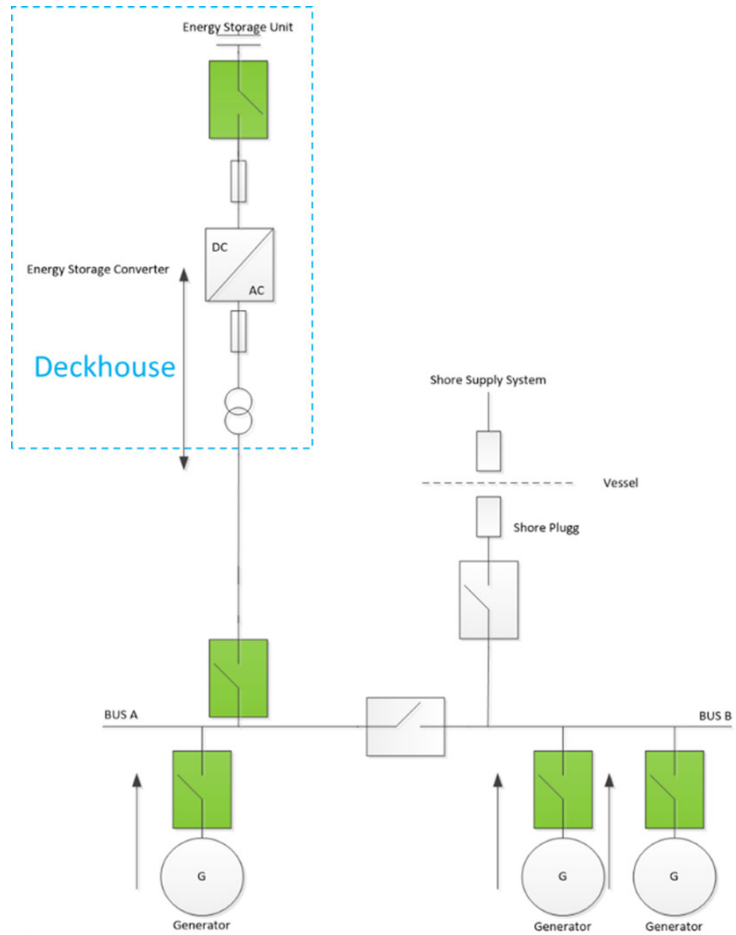 Energy Storage Unit
DC
AC
Energy Storage Converter
Deckhouse
Shore Supply System
Vessel
Shore Plugg
BUS A
BUS B
G
G
G
Generator
Generator
Generator